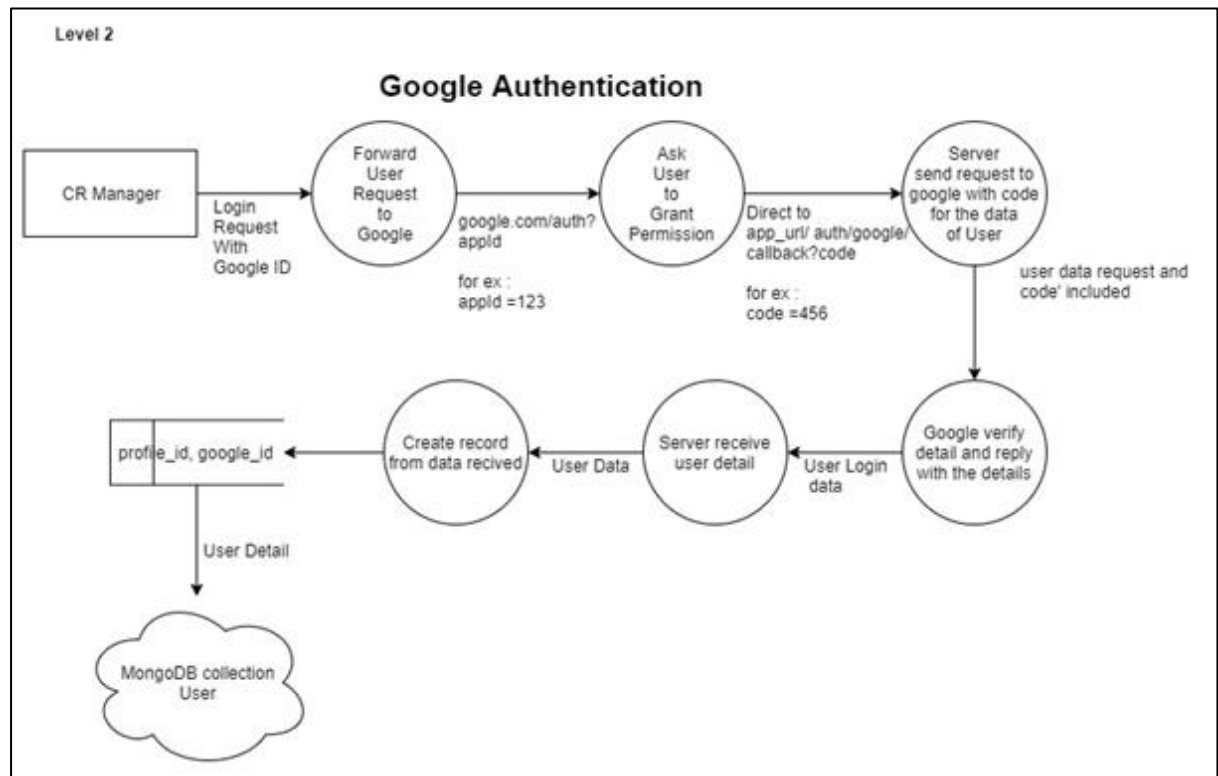 Level 2
Google Authentication
CR Manager
Login
Request
With
Google ID
Forward
User
Request
to
Google
google.com/auth?
appId
for ex :
appId =123
Ask
User
to
Grant
Permission
Direct to
app_url/ auth/google/
callback?code
for ex :
code =456
Server
send request to
google with code
for the data
of User
user data request and
code' included
Google verify
detail and reply
with the details
User Login
data
Server receive
user detail
User Data
Create record
from data recived
profile_id, google_id
User Detail
MongoDB collection
User